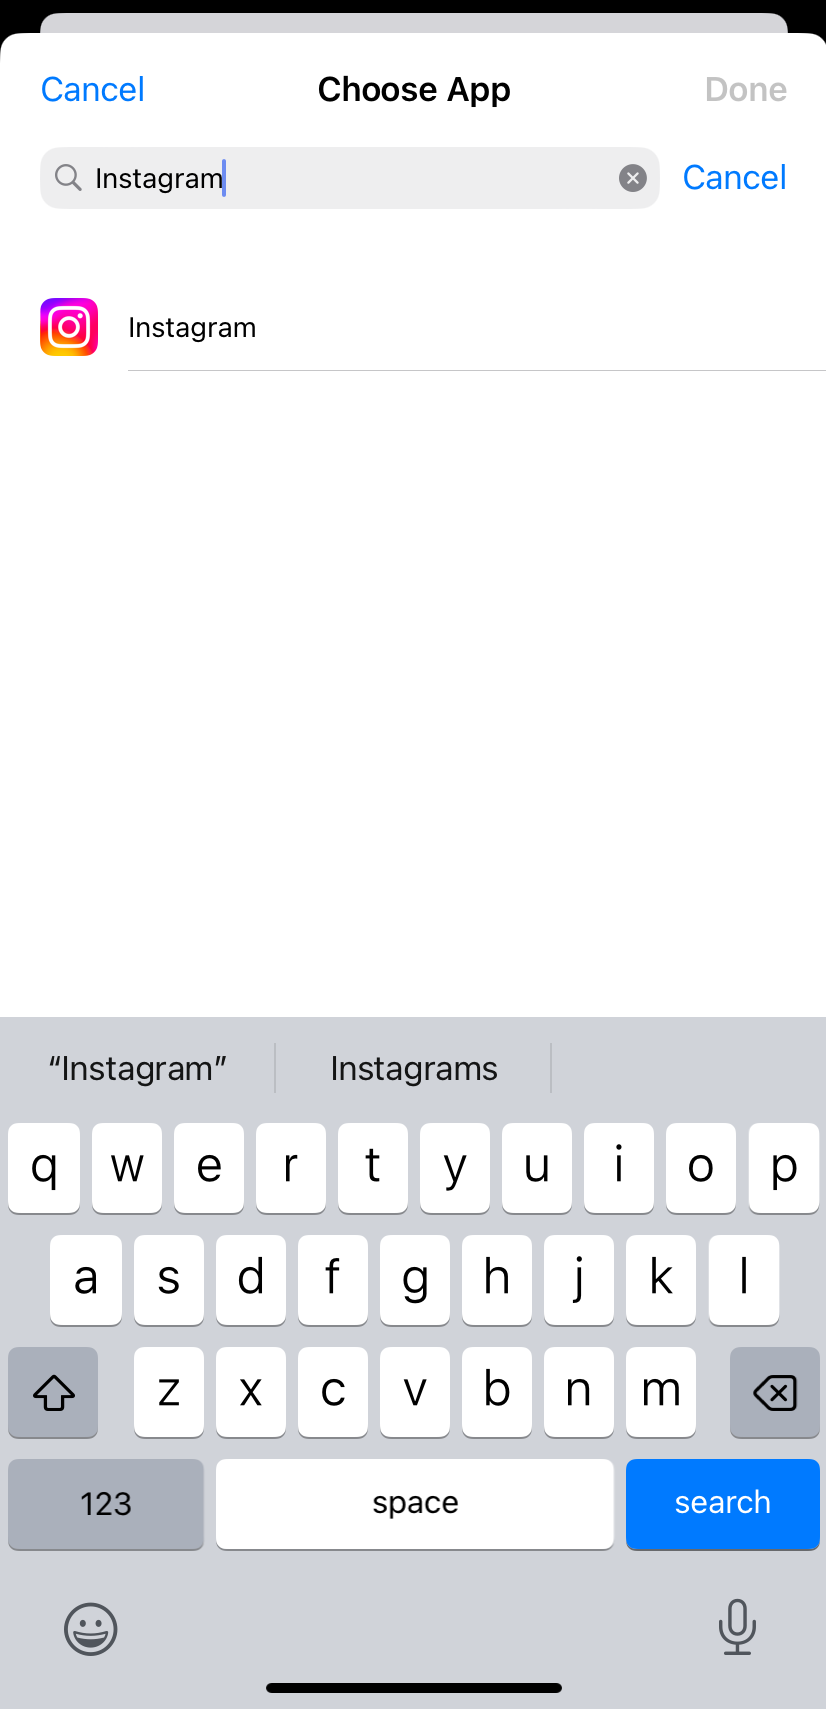 Cancel Choose App Done
Instagram Cancel
Instagram
“Instagram” Instagrams
q w e r t y u i o p
a s d f g h j k l
z x c v b n m
123 space search